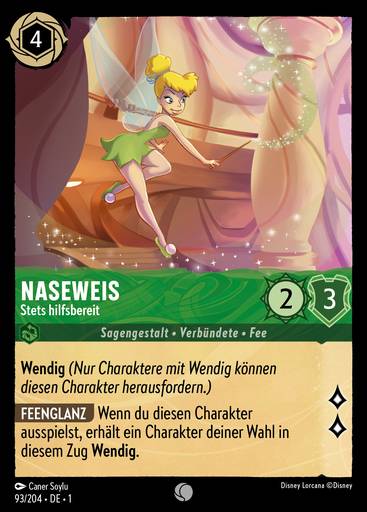 4
NASEWEIS
Stets hilfsbereit
2
3
Sagengestalt • Verbündete • Fee
Wendig (Nur Charaktere mit Wendig können
diesen Charakter herausfordern.)
FEENGLANZ Wenn du diesen Charakter
ausspielst, erhält ein Charakter deiner Wahl in
diesem Zug Wendig.
Caner Soylu
93/204 • DE • 1
Disney Lorcana ©Disney